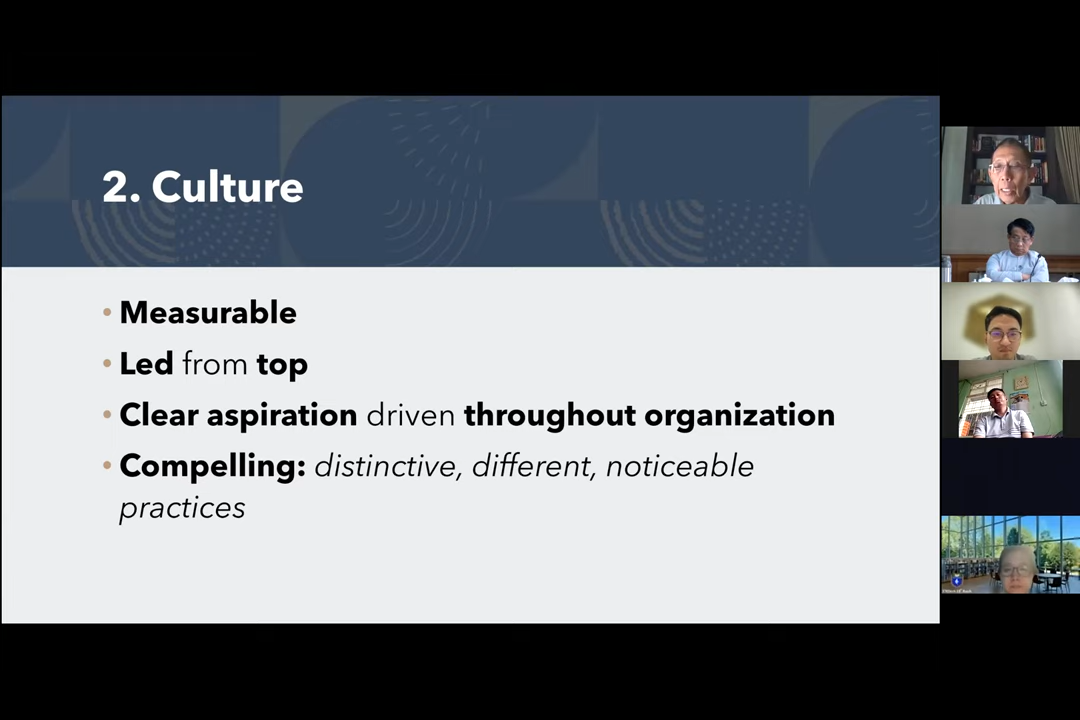 2. Culture
• Measurable
• Led from top
• Clear aspiration driven throughout organization
• Compelling: distinctive, different, noticeable
practices